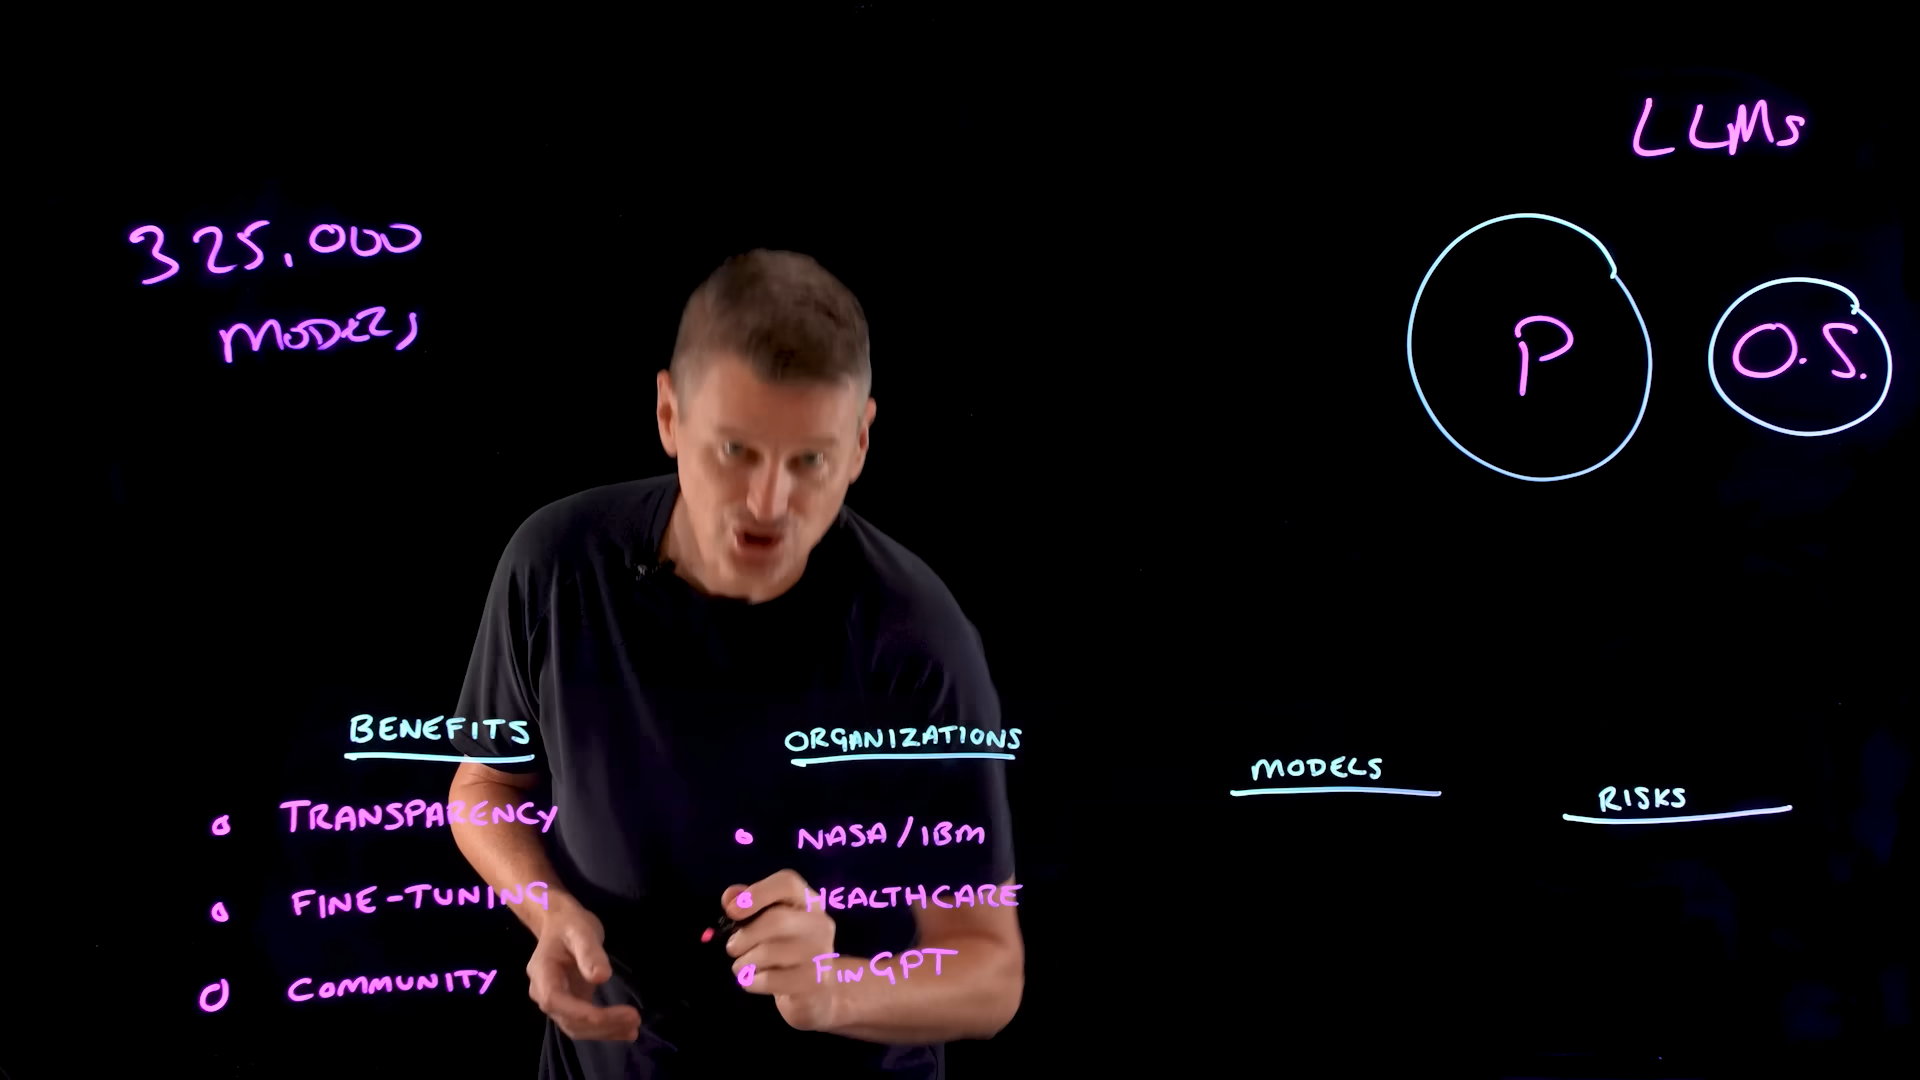 LLMs
325,000
MODELS
P
O.S.
BENEFITS
TRANSPARENCY
FINE-TUNING
COMMUNITY
ORGANIZATIONS
NASA/IBM
HEALTHCARE
FINGPT
MODELS
RISKS